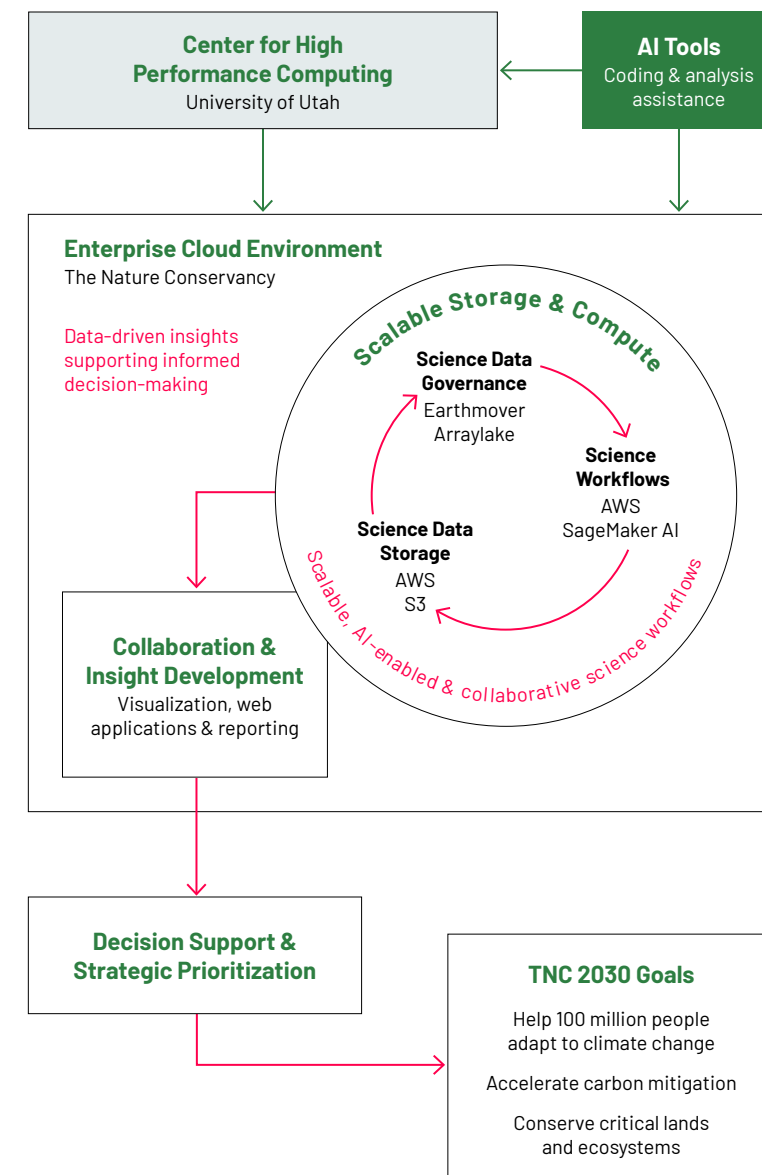 Center for High
Performance Computing
University of Utah
AI Tools
Coding & analysis
assistance
Enterprise Cloud Environment
The Nature Conservancy
Data-driven insights
supporting informed
decision-making
Scalable Storage & Compute
Science Data
Governance
Earthmover
Arraylake
Science
Workflows
AWS
SageMaker AI
Science Data
Storage
AWS
S3
Scalable, AI-enabled & collaborative science workflows
Collaboration &
Insight Development
Visualization, web
applications & reporting
Decision Support &
Strategic Prioritization
TNC 2030 Goals
Help 100 million people
adapt to climate change
Accelerate carbon mitigation
Conserve critical lands
and ecosystems